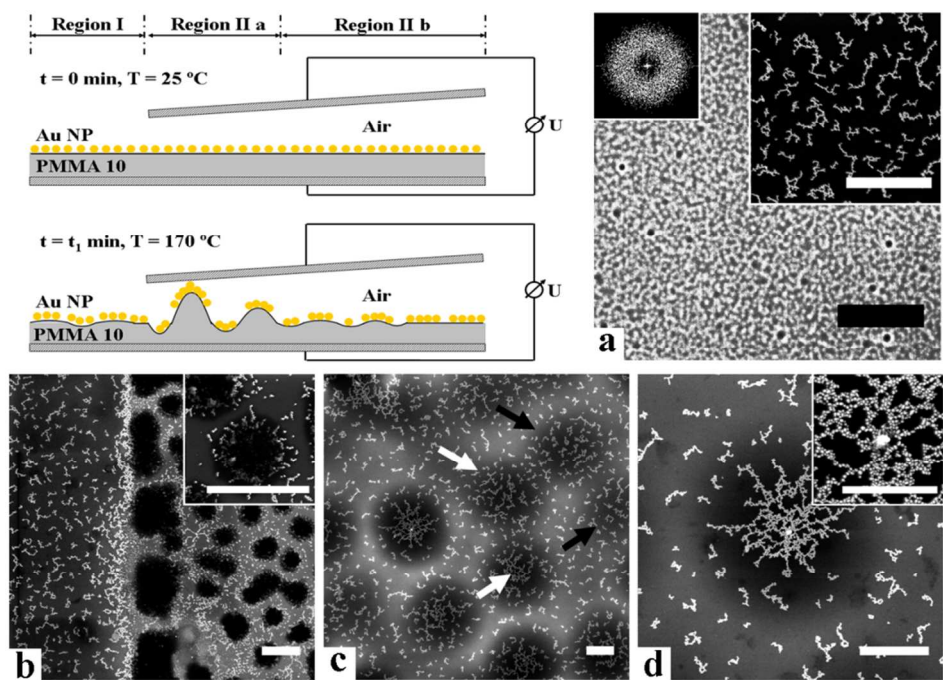 Region I Region II a Region II b
t = 0 min, T = 25 ºC
Au NP
Air
U
PMMA 10
t = t1 min, T = 170 ºC
Au NP
Air
U
PMMA 10
a
b
c
d